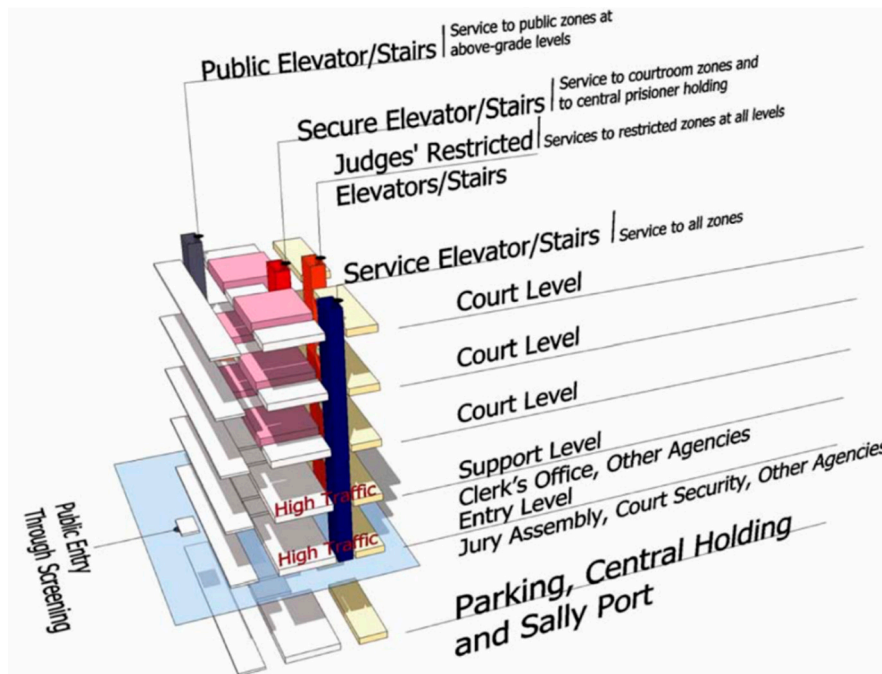 Public Elevator/Stairs
Service to public zones at
above-grade levels
Secure Elevator/Stairs
Service to courtroom zones and
to central prisioner holding
Judges' Restricted
Elevators/Stairs
Services to restricted zones at all levels
Service Elevator/Stairs
Service to all zones
Court Level
Court Level
Court Level
Support Level
Clerk's Office, Other Agencies
Entry Level
Jury Assembly, Court Security, Other Agencies
High Traffic
High Traffic
Public Entry
Through Screening
Parking, Central Holding
and Sally Port